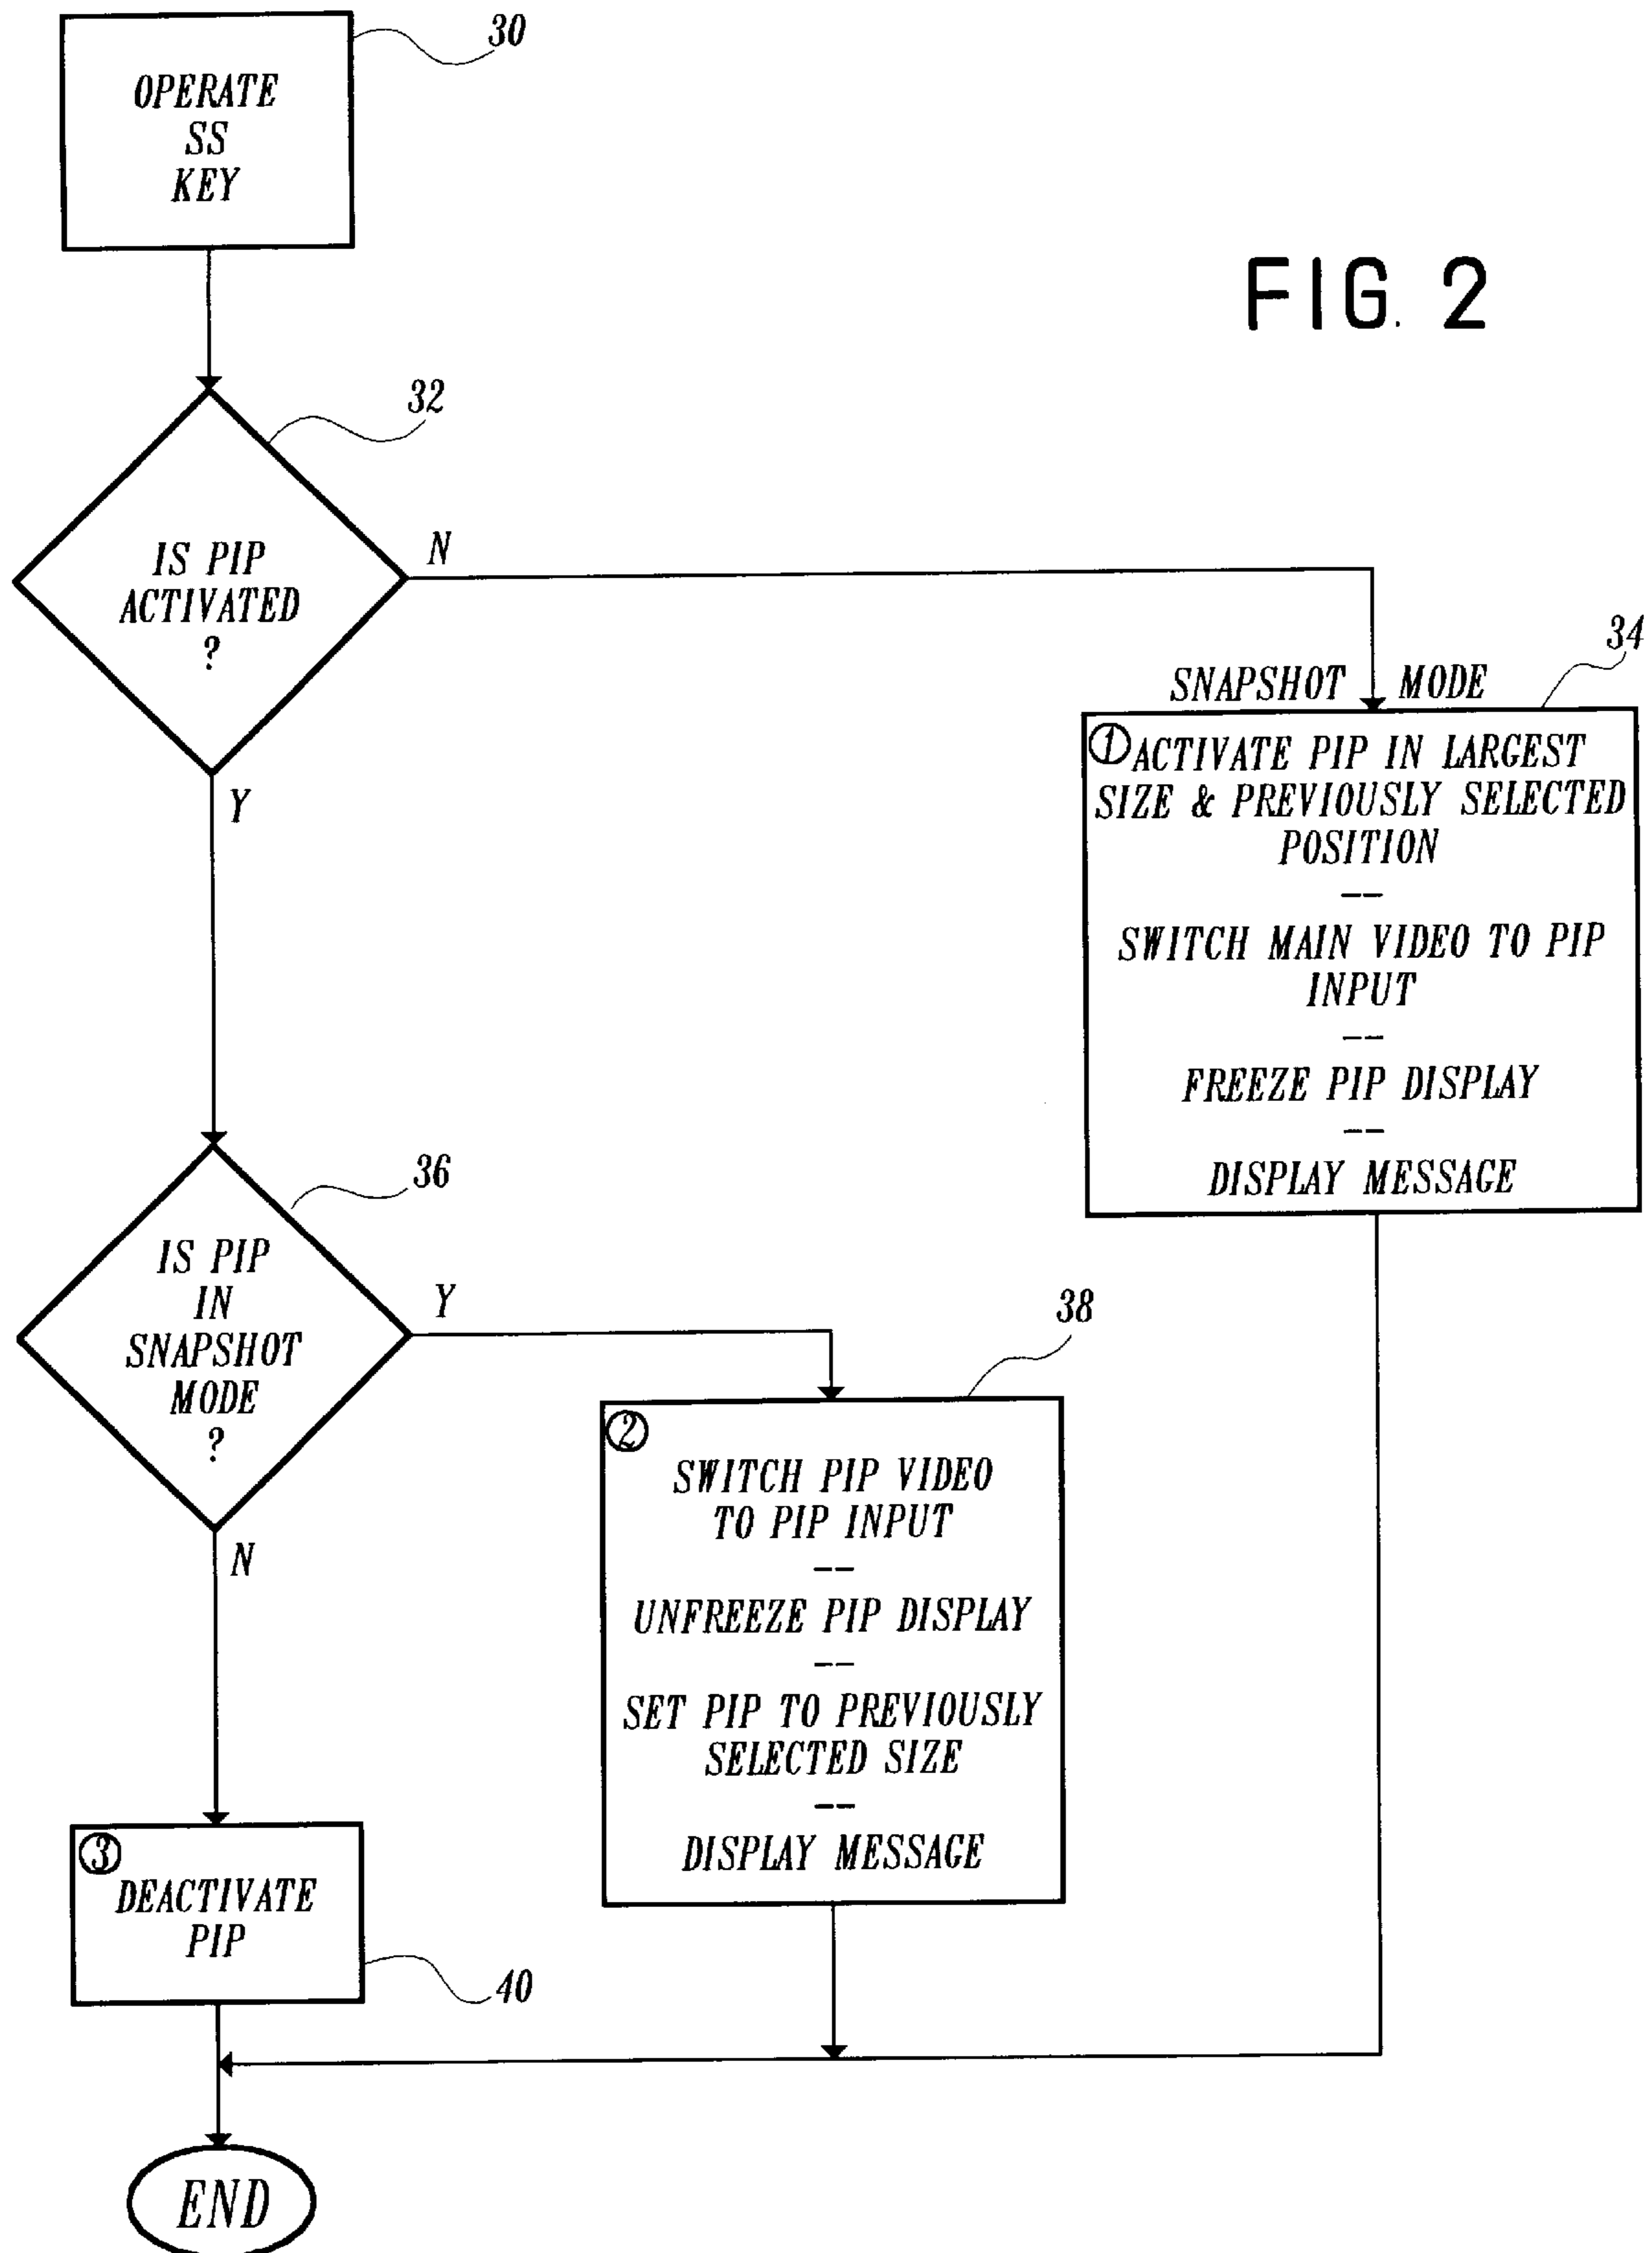 30
OPERATE
SS
KEY
FIG. 2
32
IS PIP
ACTIVATED
?
N
Y
34
SNAPSHOT MODE
① ACTIVATE PIP IN LARGEST
SIZE & PREVIOUSLY SELECTED
POSITION
--
SWITCH MAIN VIDEO TO PIP
INPUT
--
FREEZE PIP DISPLAY
--
DISPLAY MESSAGE
36
IS PIP
IN
SNAPSHOT
MODE
?
Y
N
38
②
SWITCH PIP VIDEO
TO PIP INPUT
--
UNFREEZE PIP DISPLAY
--
SET PIP TO PREVIOUSLY
SELECTED SIZE
--
DISPLAY MESSAGE
③
DEACTIVATE
PIP
40
END